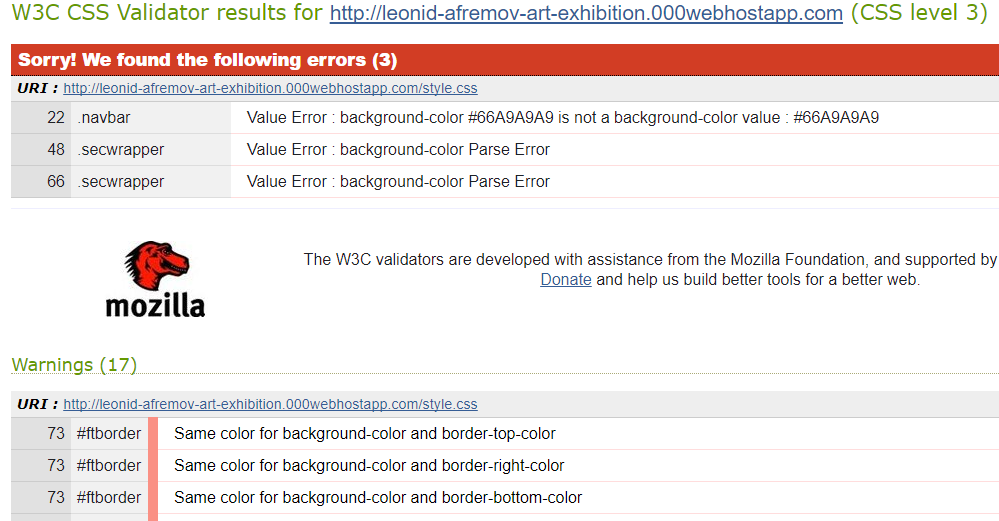 W3C CSS Validator results for http://leonid-afremov-art-exhibition.000webhostapp.com (CSS level 3)
Sorry! We found the following errors (3)
URI : http://leonid-afremov-art-exhibition.000webhostapp.com/style.css
22 .navbar Value Error : background-color #66A9A9A9 is not a background-color value : #66A9A9A9
48 .secwrapper Value Error : background-color Parse Error
66 .secwrapper Value Error : background-color Parse Error
The W3C validators are developed with assistance from the Mozilla Foundation, and supported by
Donate and help us build better tools for a better web.
mozilla
Warnings (17)
URI : http://leonid-afremov-art-exhibition.000webhostapp.com/style.css
73 #ftborder Same color for background-color and border-top-color
73 #ftborder Same color for background-color and border-right-color
73 #ftborder Same color for background-color and border-bottom-color